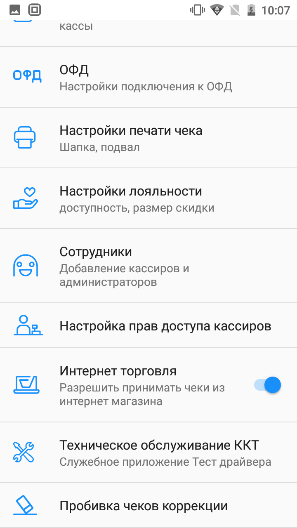 10:07
кассы
ОФД
ОФД
Настройки подключения к ОФД
Настройки печати чека
Шапка, подвал
Настройки лояльности
доступность, размер скидки
Сотрудники
Добавление кассиров и
администраторов
Настройка прав доступа кассиров
Интернет торговля
Разрешить принимать чеки из
интернет магазина
Техническое обслуживание ККТ
Служебное приложение Тест драйвера
Пробивка чеков коррекции